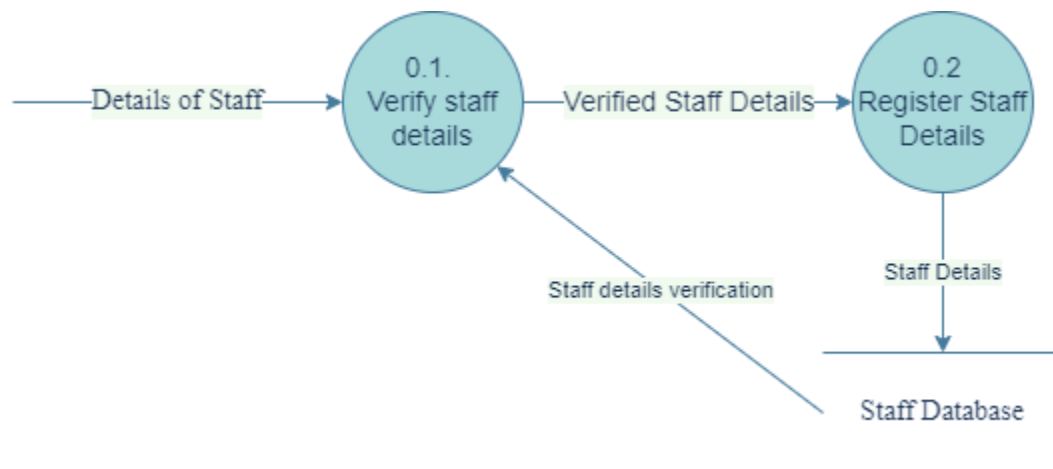 0.1.
Verify staff
details
0.2
Register Staff
Details
Details of Staff
Verified Staff Details
Staff Details
Staff details verification
Staff Database